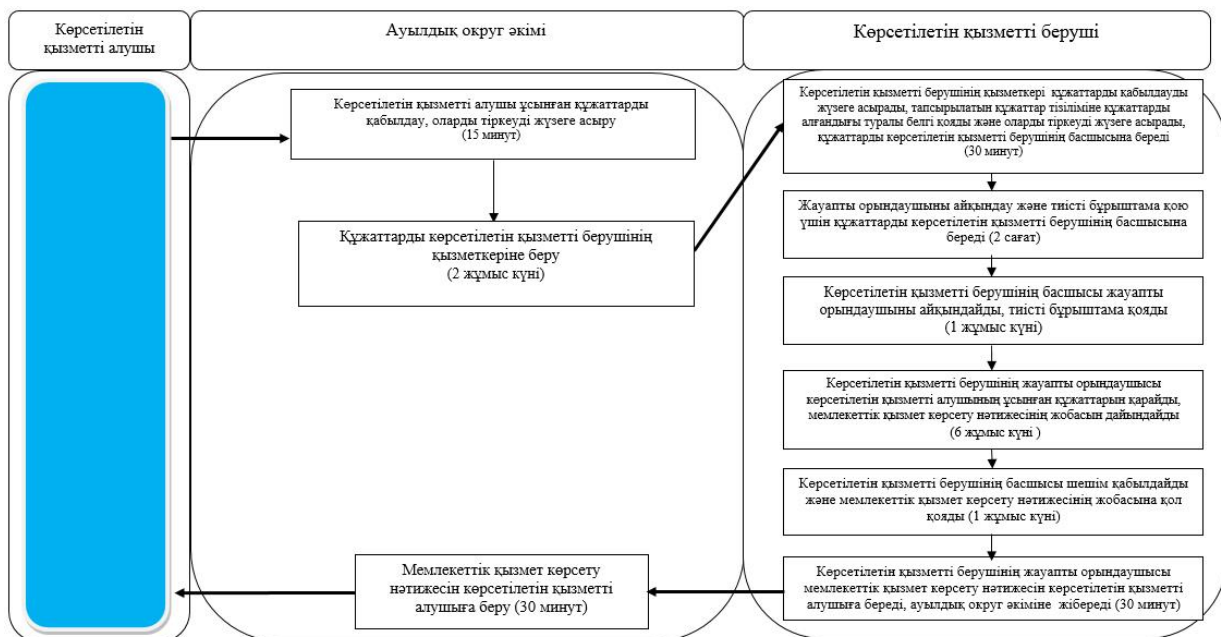 Көрсетілетін
қызметті алушы
Ауылдық округ әкімі
Көрсетілетін қызметті беруші
Көрсетілетін қызметті алушы ұсынған құжаттарды
қабылдау, оларды тіркеуді жүзеге асыру
(15 минут)
Құжаттарды көрсетілетін қызметті берушінің
қызметкеріне беру
(2 жұмыс күні)
Көрсетілетін қызметті берушінің қызметкері құжаттарды қабылдауды
жүзеге асырады, тапсырылатын құжаттар тізіліміне құжаттарды
алғандығы туралы белгі қояды және оларды тіркеуді жүзеге асырады,
құжаттарды көрсетілетін қызметті берушінің басшысына береді
(30 минут)
Жауапты орындаушыны айқындау және тиісті бұрыштама қою
үшін құжаттарды көрсетілетін қызметті берушінің басшысына
береді (2 сағат)
Көрсетілетін қызметті берушінің басшысы жауапты
орындаушыны айқындайды, тиісті бұрыштама қояды
(1 жұмыс күні)
Көрсетілетін қызметті берушінің жауапты орындаушысы
көрсетілетін қызметті алушының ұсынған құжаттарын қарайды,
мемлекеттік қызмет көрсету нәтижесінің жобасын дайындайды
(6 жұмыс күні )
Көрсетілетін қызметті берушінің басшысы шешім қабылдайды
және мемлекеттік қызмет көрсету нәтижесінің жобасына қол
қояды (1 жұмыс күні)
Көрсетілетін қызметті берушінің жауапты орындаушысы
мемлекеттік қызмет көрсету нәтижесін көрсетілетін қызметті
алушыға береді, ауылдық округ әкіміне жібереді (30 минут)
Мемлекеттік қызмет көрсету
нәтижесін көрсетілетін қызметті
алушыға беру (30 минут)